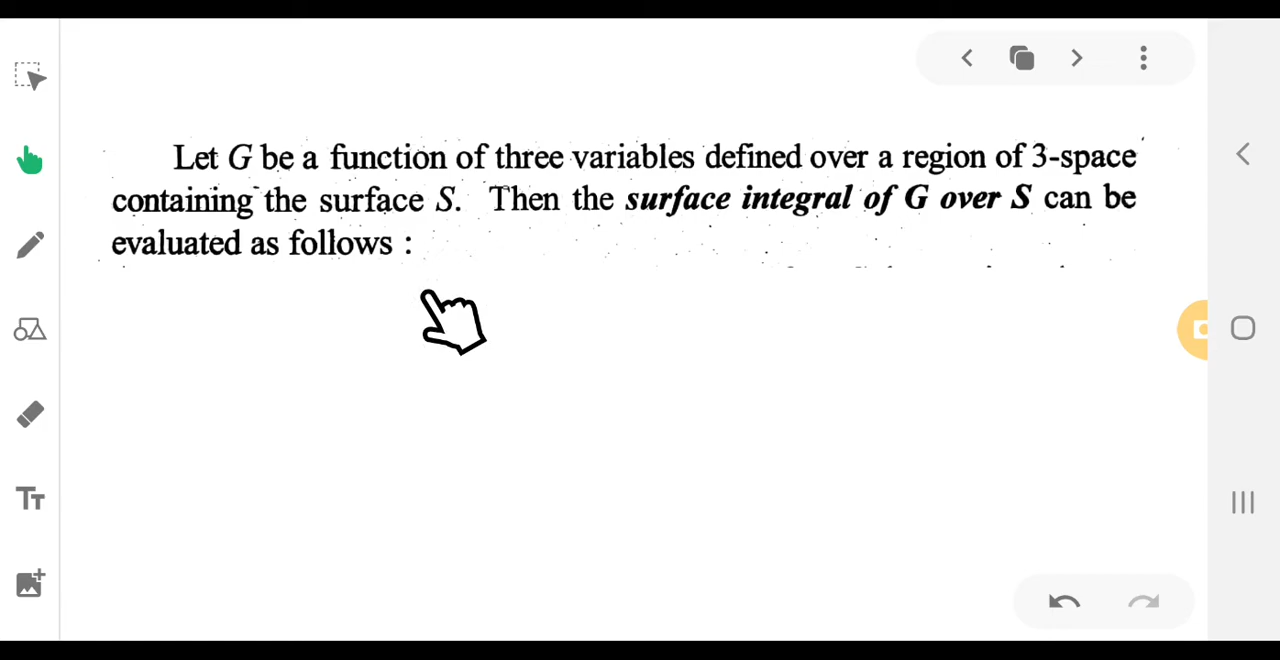 Let G be a function of three variables defined over a region of 3-space
containing the surface S. Then the surface integral of G over S can be
evaluated as follows :
TT